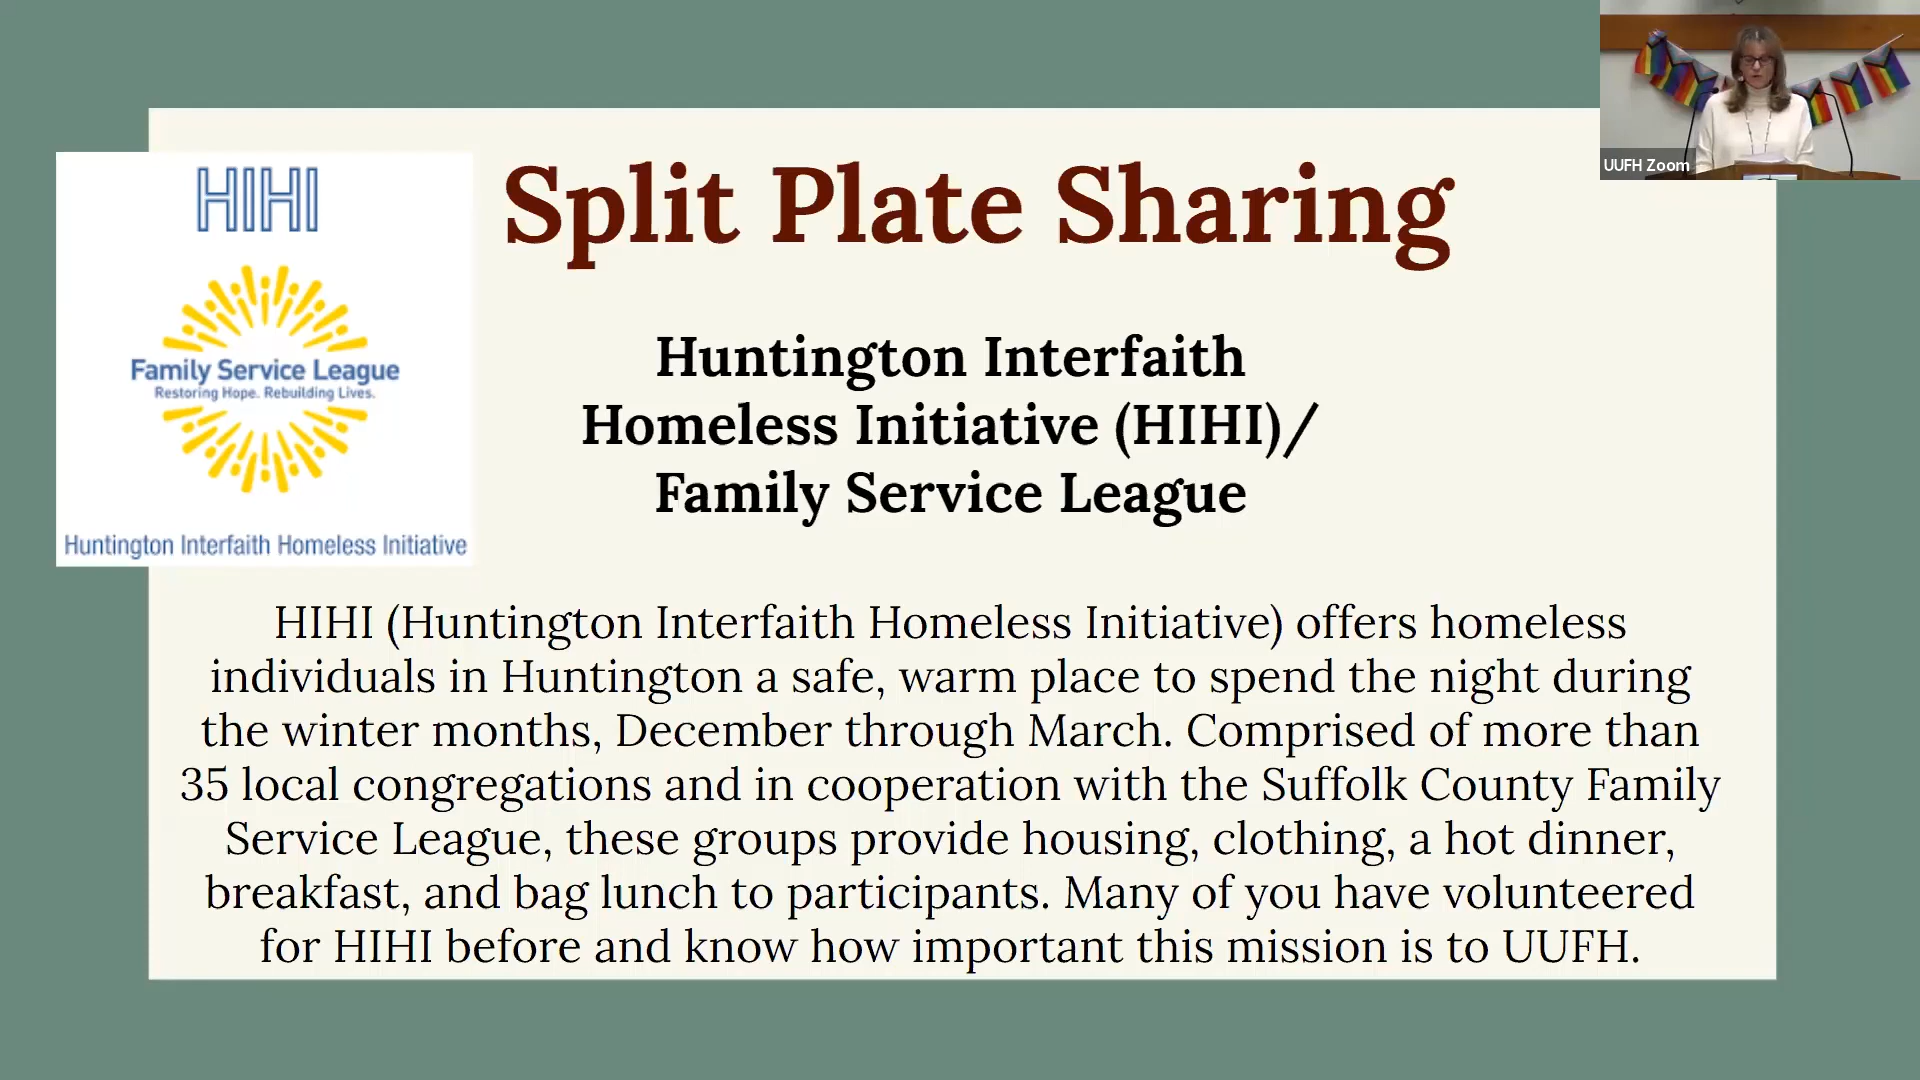 UUFH Zoom
HIHI
Family Service League
Restoring Hope. Rebuilding Lives.
Huntington Interfaith Homeless Initiative
Split Plate Sharing
Huntington Interfaith
Homeless Initiative (HIHI)/
Family Service League
HIHI (Huntington Interfaith Homeless Initiative) offers homeless
individuals in Huntington a safe, warm place to spend the night during
the winter months, December through March. Comprised of more than
35 local congregations and in cooperation with the Suffolk County Family
Service League, these groups provide housing, clothing, a hot dinner,
breakfast, and bag lunch to participants. Many of you have volunteered
for HIHI before and know how important this mission is to UUFH.